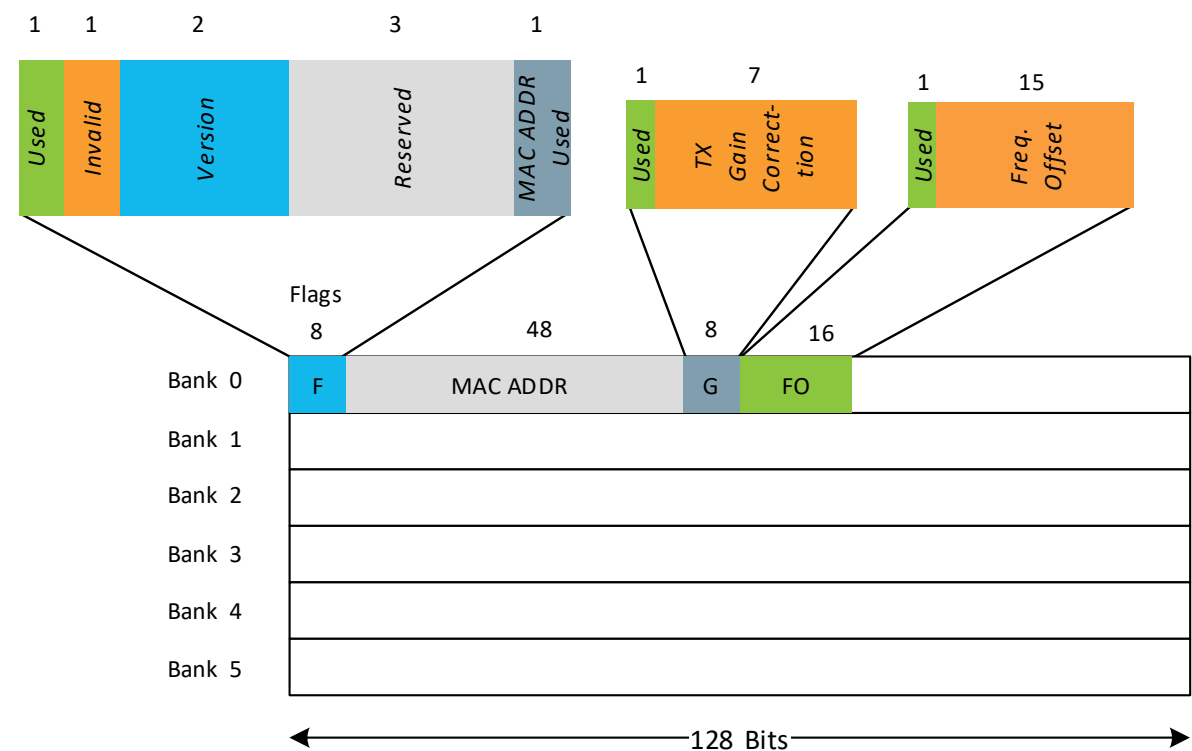 1 1 2 3 1
Used
Invalid
Version
Reserved
MAC ADDR
Used
1 7
Used
TX
Gain
Correct-
tion
1 15
Used
Freq.
Offset
Flags
8 48 8 16
Bank 0 F MAC ADDR G FO
Bank 1
Bank 2
Bank 3
Bank 4
Bank 5
128 Bits